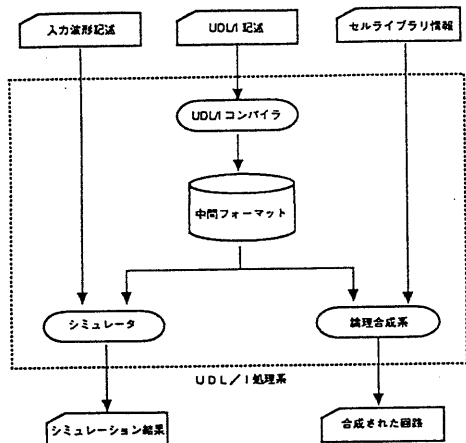 入力波形記述
UDL/I 記述
セルライブラリ情報
UDL/I コンパイラ
中間フォーマット
シミュレータ
論理合成系
UDL/I処理系
シミュレーション結果
合成された回路